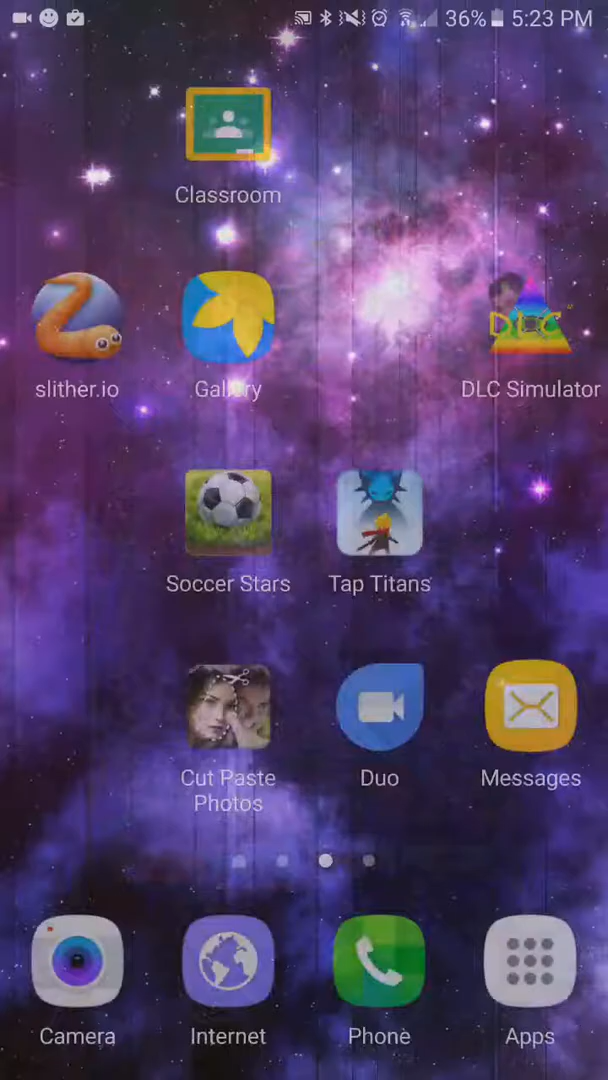 36% 5:23 PM
Classroom
slither.io
Gallery
DLC
DLC Simulator
Soccer Stars
Tap Titans
Cut Paste
Photos
Duo
Messages
Camera
Internet
Phone
Apps